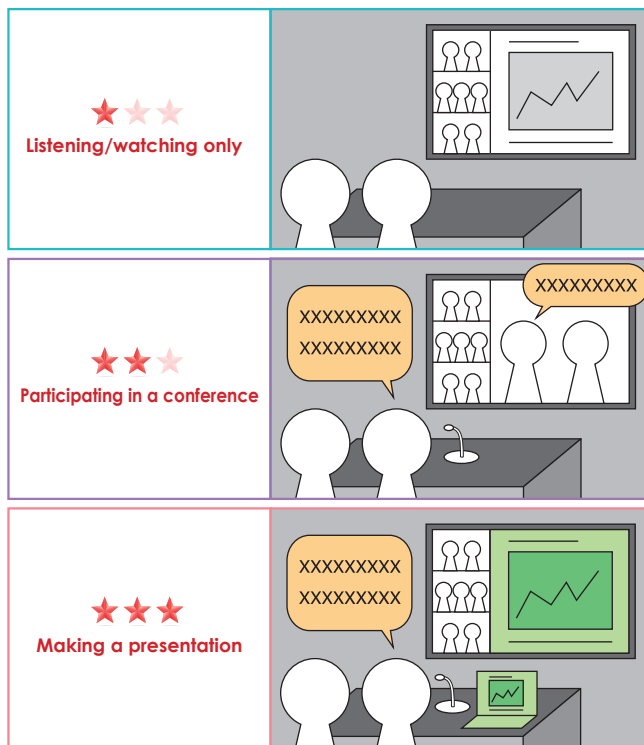 Listening/watching only
XXXXXXXXX
XXXXXXXXX
XXXXXXXXX
Participating in a conference
XXXXXXXXX
XXXXXXXXX
Making a presentation